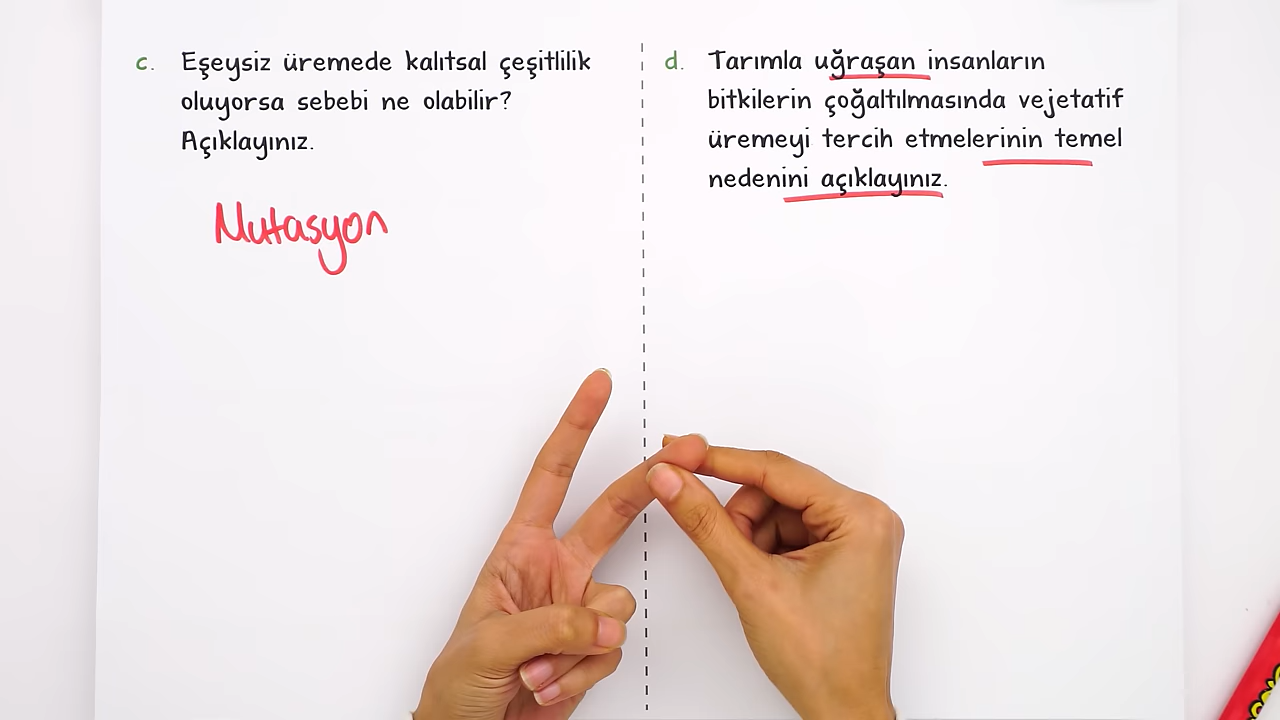 c. Eşeysiz üremede kalıtsal çeşitlilik
oluyorsa sebebi ne olabilir?
Açıklayınız.
Mutasyon
d. Tarımla uğraşan insanların
bitkilerin çoğaltılmasında vejetatif
üremeyi tercih etmelerinin temel
nedenini açıklayınız.